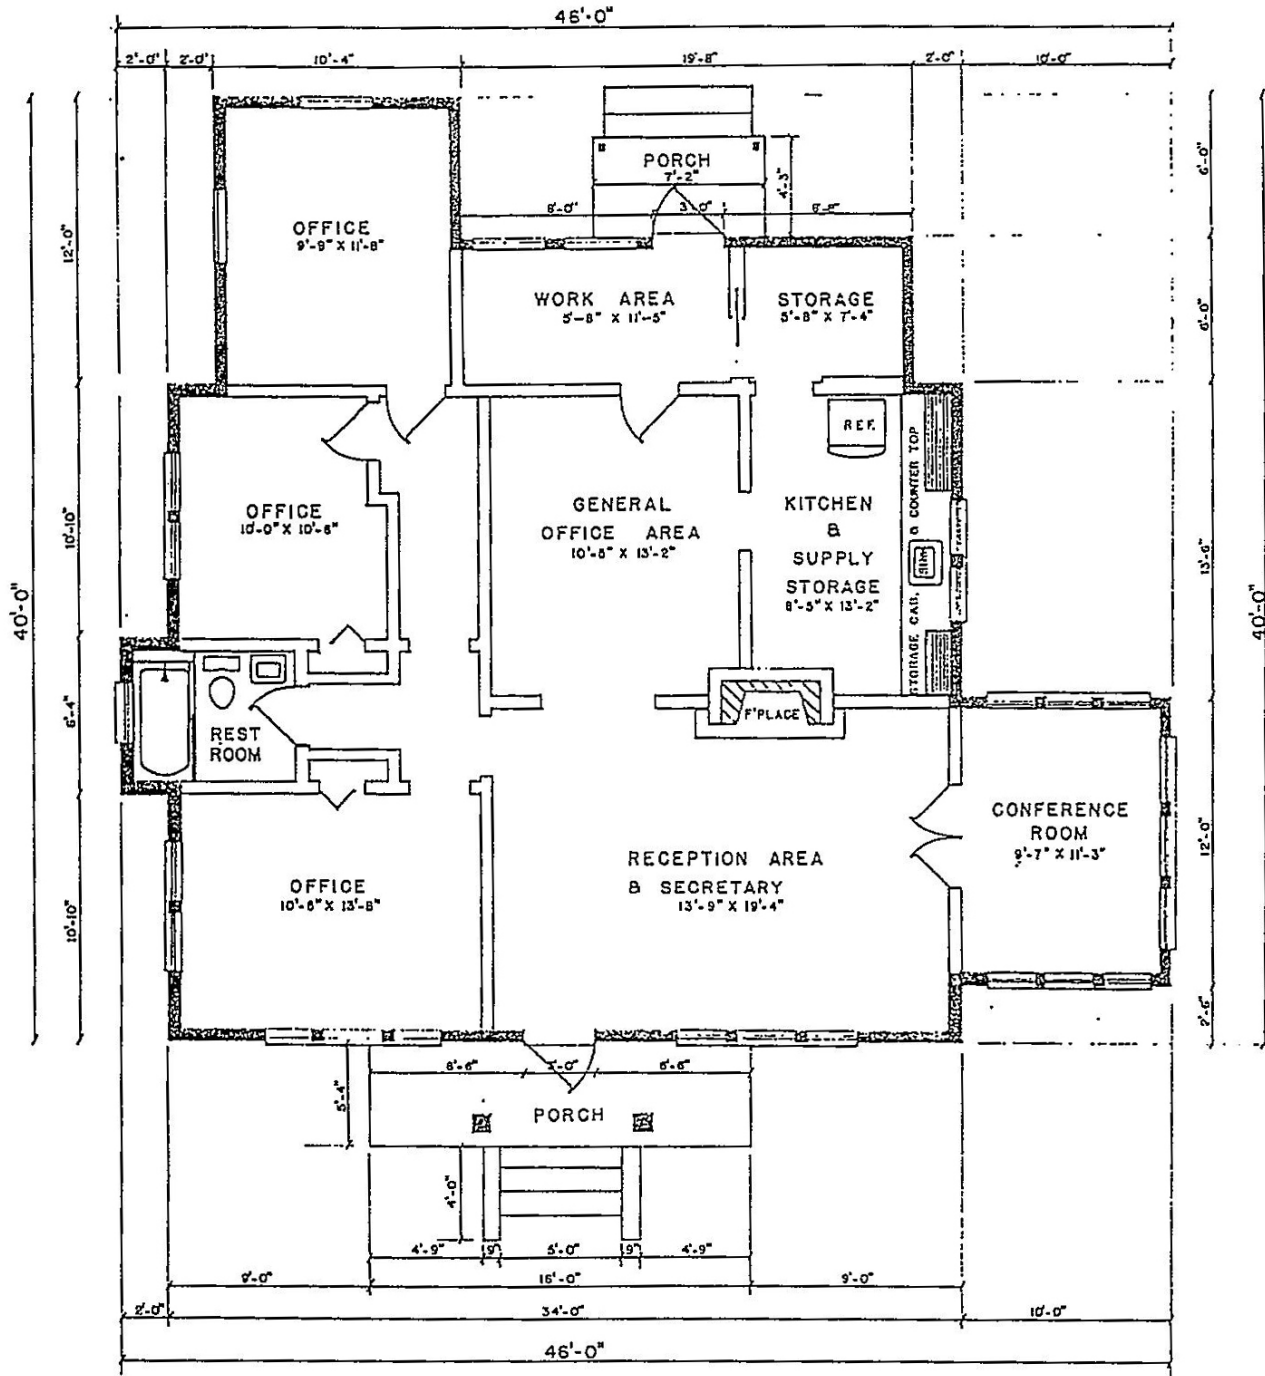 46'-0"
2'-0" 2'-0" 10'-4" 19'-8" 2'-0" 10'-0"
PORCH
7'-2"
4'-3"
6'-0"
8'-0" 3'-0" 8'-8"
12'-0"
OFFICE
9'-9" X 11'-8"
WORK AREA
5'-8" X 11'-5"
STORAGE
5'-8" X 7'-4"
6'-0"
REF.
OFFICE
10'-0" X 10'-6"
GENERAL
OFFICE AREA
10'-6" X 13'-2"
KITCHEN
&
SUPPLY
STORAGE
8'-5" X 13'-2"
STORAGE CAB. & COUNTER TOP
SINK
10'-10"
13'-6"
40'-0"
40'-0"
6'-4"
REST
ROOM
F'PLACE
CONFERENCE
ROOM
9'-7" X 11'-3"
12'-0"
RECEPTION AREA
& SECRETARY
13'-9" X 19'-4"
OFFICE
10'-6" X 13'-8"
10'-10"
2'-6"
6'-6" 3'-0" 6'-6"
5'-4"
PORCH
4'-0"
4'-9" 9" 5'-0" 9" 4'-9"
9'-0" 16'-0" 9'-0"
2'-0" 34'-0" 10'-0"
46'-0"